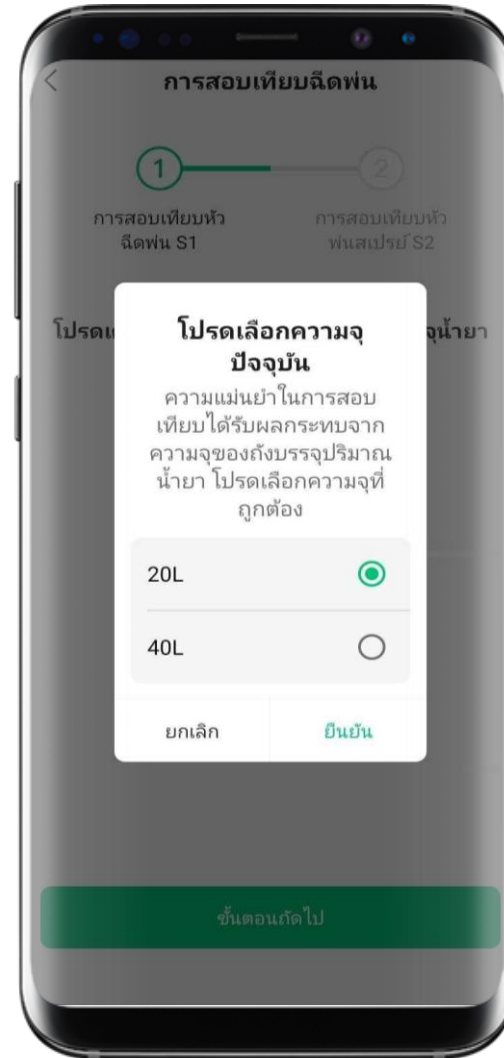 การสอบเทียบฉีดพ่น
1
2
การสอบเทียบหัว
ฉีดพ่น S1
การสอบเทียบหัว
พ่นสเปรย์ S2
โปรดเลือกความจุ
ปัจจุบัน
ความแม่นยำในการสอบ
เทียบได้รับผลกระทบจาก
ความจุของถังบรรจุปริมาณ
น้ำยา โปรดเลือกความจุที่
ถูกต้อง
20L
40L
ยกเลิก
ยืนยัน
ขั้นตอนถัดไป